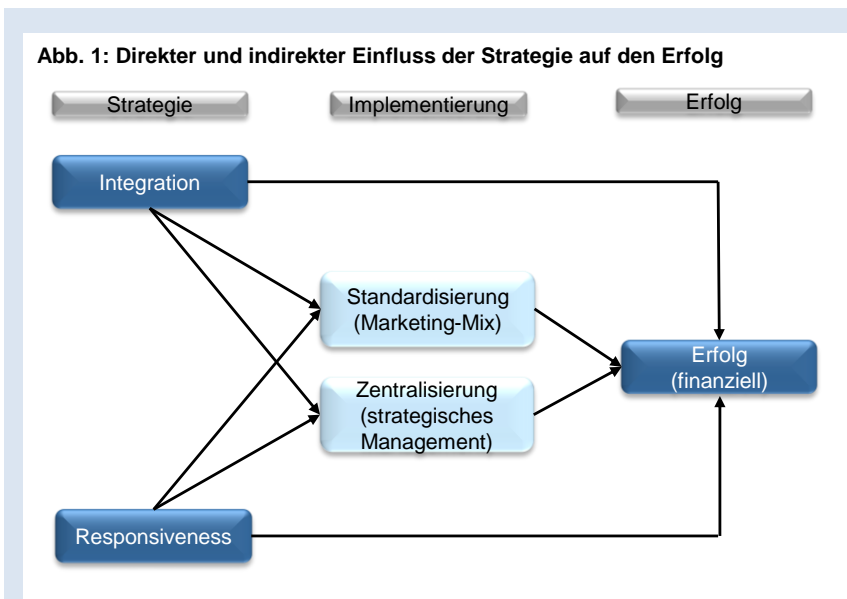 Abb. 1: Direkter und indirekter Einfluss der Strategie auf den Erfolg
Strategie
Implementierung
Erfolg
Integration
Standardisierung
(Marketing-Mix)
Erfolg
(finanziell)
Zentralisierung
(strategisches
Management)
Responsiveness